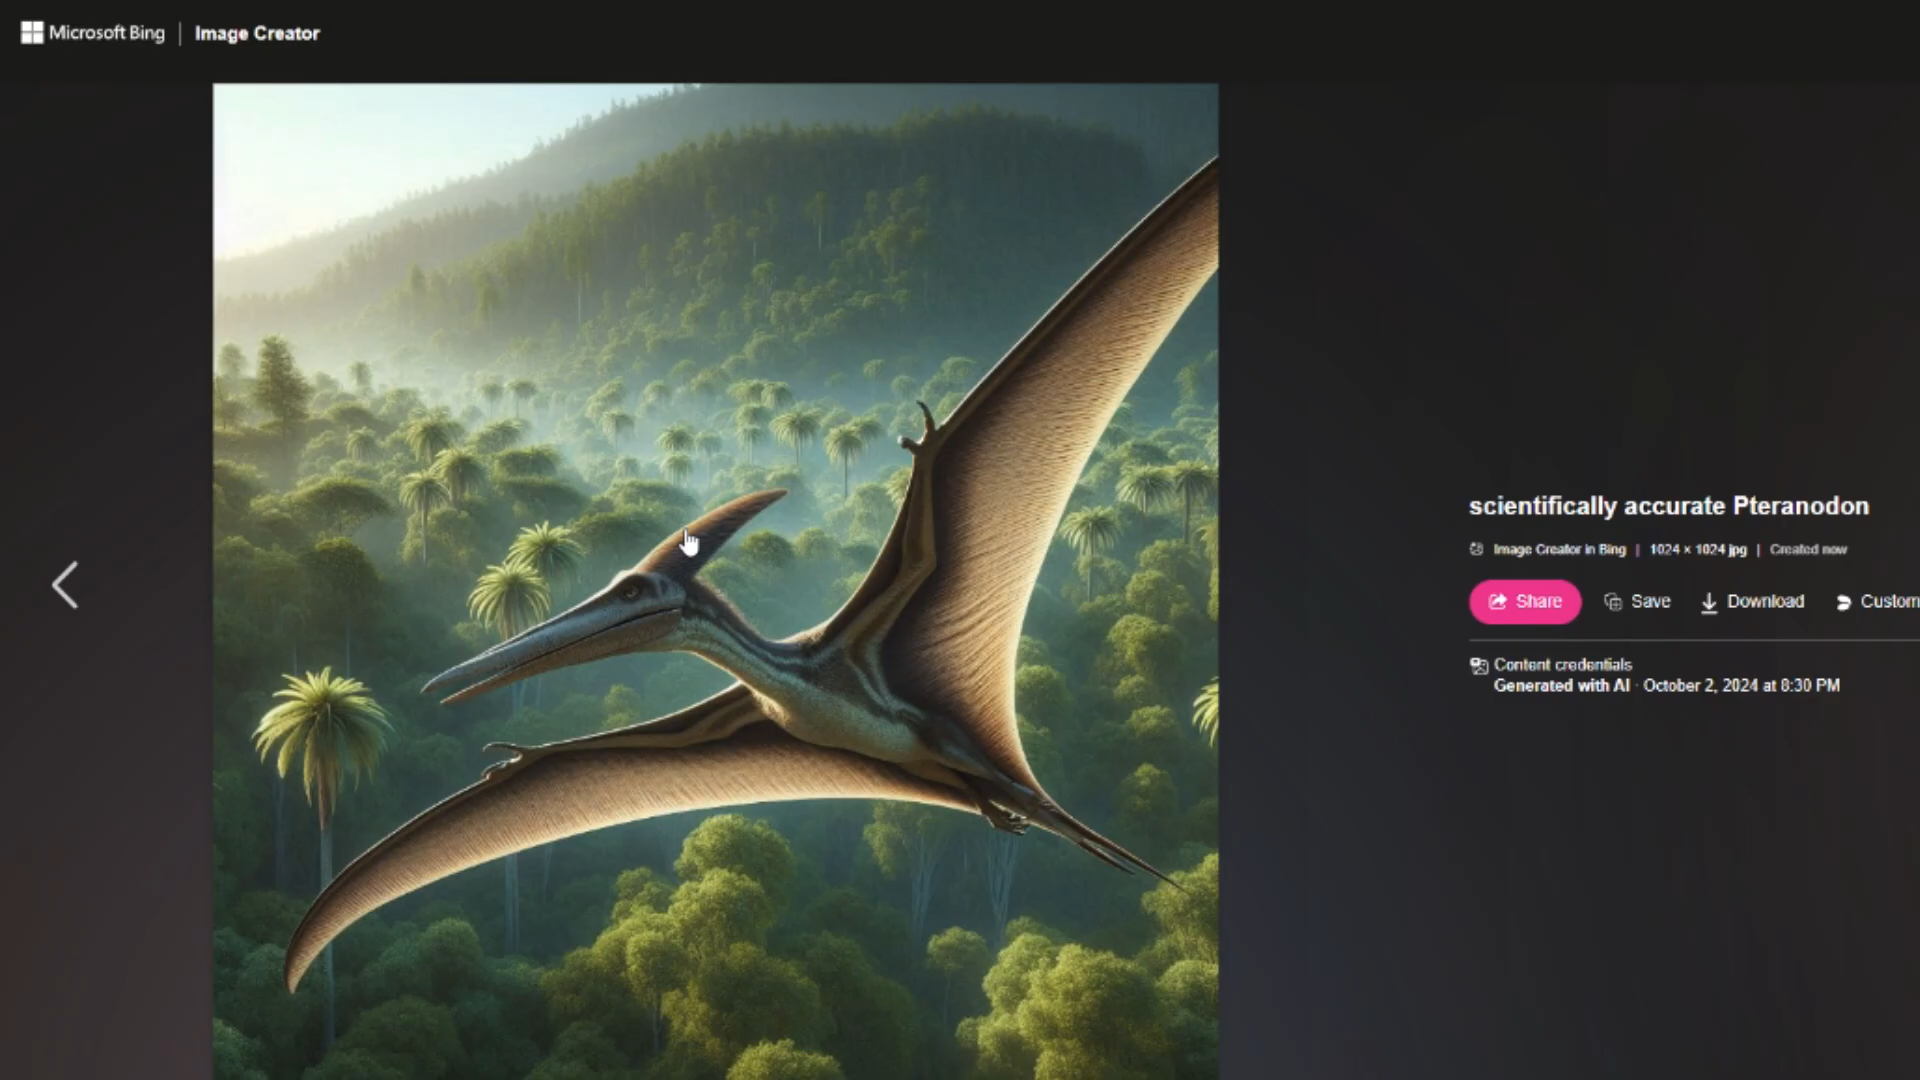 Microsoft Bing | Image Creator
scientifically accurate Pteranodon
Image Creator in Bing | 1024 × 1024 jpg | Created now
Share Save Download Custom
Content credentials
Generated with AI · October 2, 2024 at 8:30 PM